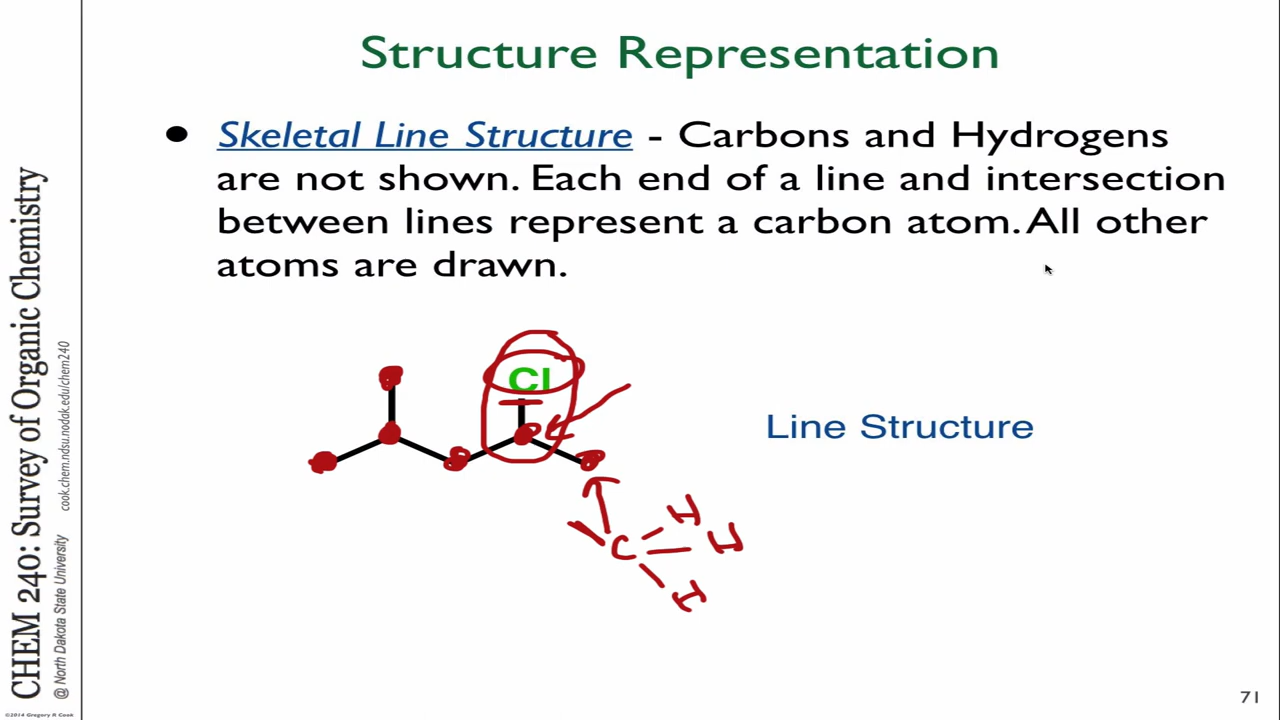 Structure Representation
• Skeletal Line Structure - Carbons and Hydrogens
are not shown. Each end of a line and intersection
between lines represent a carbon atom. All other
atoms are drawn.
Cl
Line Structure
C
H
H
H
CHEM 240: Survey of Organic Chemistry
@ North Dakota State University
cook.chem.ndsu.nodak.edu/chem240
©2014 Gregory R Cook
71